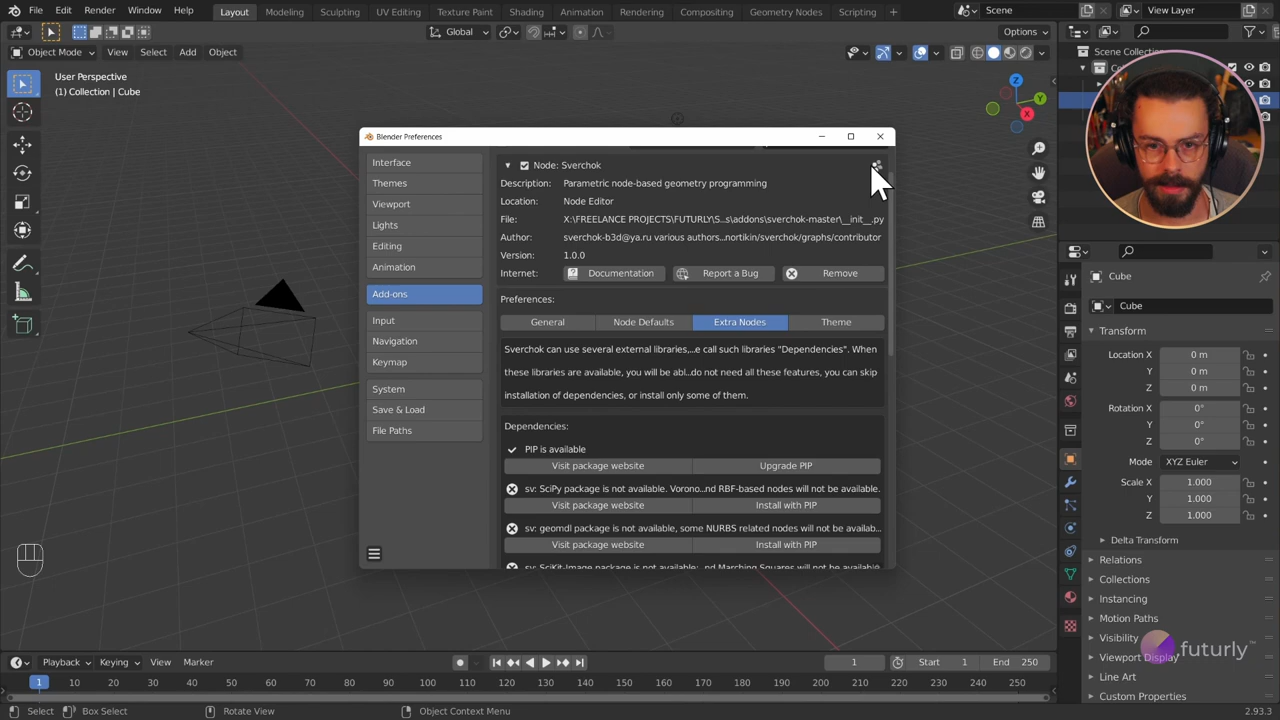 File Edit Render Window Help Layout Modeling Sculpting UV Editing Texture Paint Shading Animation Rendering Compositing Geometry Nodes Scripting + Scene View Layer
Global Options
Object Mode View Select Add Object
User Perspective
(1) Collection | Cube
Scene Collection
X
Y
Z
Blender Preferences
Interface
Themes
Viewport
Lights
Editing
Animation
Add-ons
Input
Navigation
Keymap
System
Save & Load
File Paths
Node: Sverchok
Description: Parametric node-based geometry programming
Location: Node Editor
File: X:\FREELANCE PROJECTS\FUTURLY\S...s\addons\sverchok-master\__init__.py
Author: sverchok-b3d@ya.ru various authors...nortikin/sverchok/graphs/contributor
Version: 1.0.0
Internet: Documentation Report a Bug Remove
Preferences:
General Node Defaults Extra Nodes Theme
Sverchok can use several external libraries,...e call such libraries "Dependencies". When
these libraries are available, you will be abl...do not need all these features, you can skip
installation of dependencies, or install only some of them.
Dependencies:
PIP is available
Visit package website Upgrade PIP
sv: SciPy package is not available. Vorono...nd RBF-based nodes will not be available.
Visit package website Install with PIP
sv: geomdl package is not available, some NURBS related nodes will not be availab...
Visit package website Install with PIP
sv: SciKit-Image package is not available; ...nd Marching Squares will not be available
Cube
Cube
Transform
Location X 0 m
Y 0 m
Z 0 m
Rotation X 0°
Y 0°
Z 0°
Mode XYZ Euler
Scale X 1.000
Y 1.000
Z 1.000
Delta Transform
Relations
Collections
Instancing
Motion Paths
Visibility
Viewport Display
Line Art
Custom Properties
.futurly™
Playback Keying View Marker 1 Start 1 End 250
1 10 20 30 40 50 60 70 80 90 100 110 120 130 140 150 160 170 180 190 200 210 220 230 240 250
Select Box Select Rotate View Object Context Menu 2.93.3